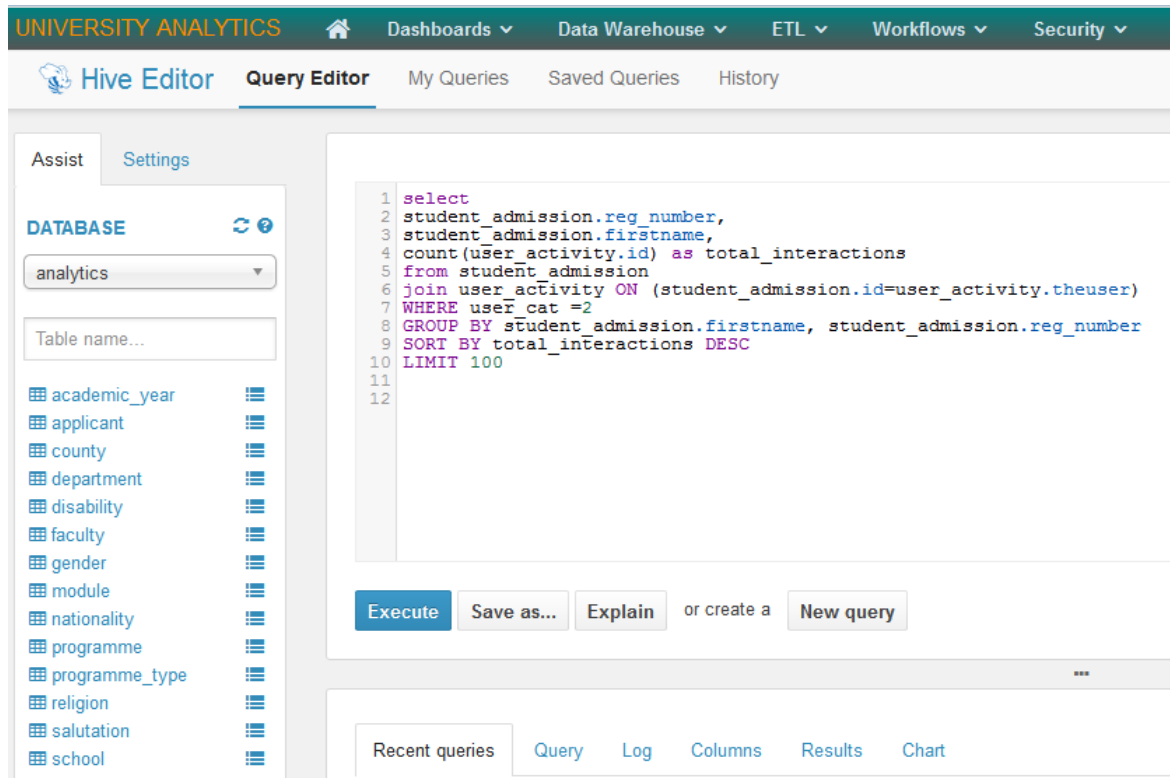 UNIVERSITY ANALYTICS Dashboards Data Warehouse ETL Workflows Security
Hive Editor Query Editor My Queries Saved Queries History
Assist Settings
DATABASE
analytics
Table name...
academic_year
applicant
county
department
disability
faculty
gender
module
nationality
programme
programme_type
religion
salutation
school
1 select
2 student_admission.reg_number,
3 student_admission.firstname,
4 count(user_activity.id) as total_interactions
5 from student_admission
6 join user_activity ON (student_admission.id=user_activity.theuser)
7 WHERE user_cat =2
8 GROUP BY student_admission.firstname, student_admission.reg_number
9 SORT BY total_interactions DESC
10 LIMIT 100
11
12
Execute Save as... Explain or create a New query
Recent queries Query Log Columns Results Chart